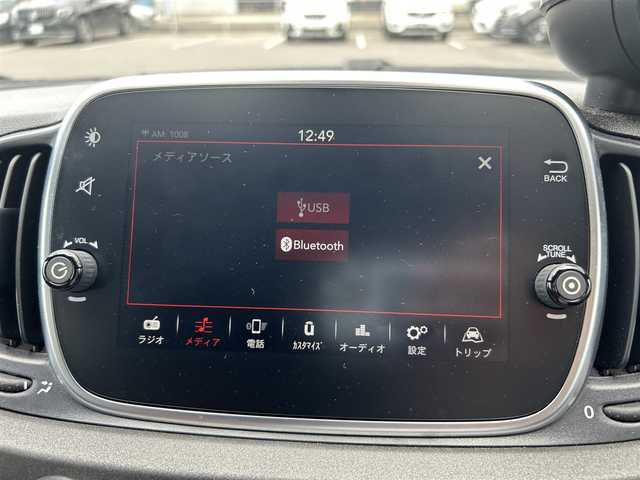 AM: 1008
12:49
メディアソース
BACK
USB
Bluetooth
VOL
SCROLL
TUNE
ラジオ
メディア
電話
ｶｽﾀﾏｲｽﾞ
オーディオ
設定
トリップ
0